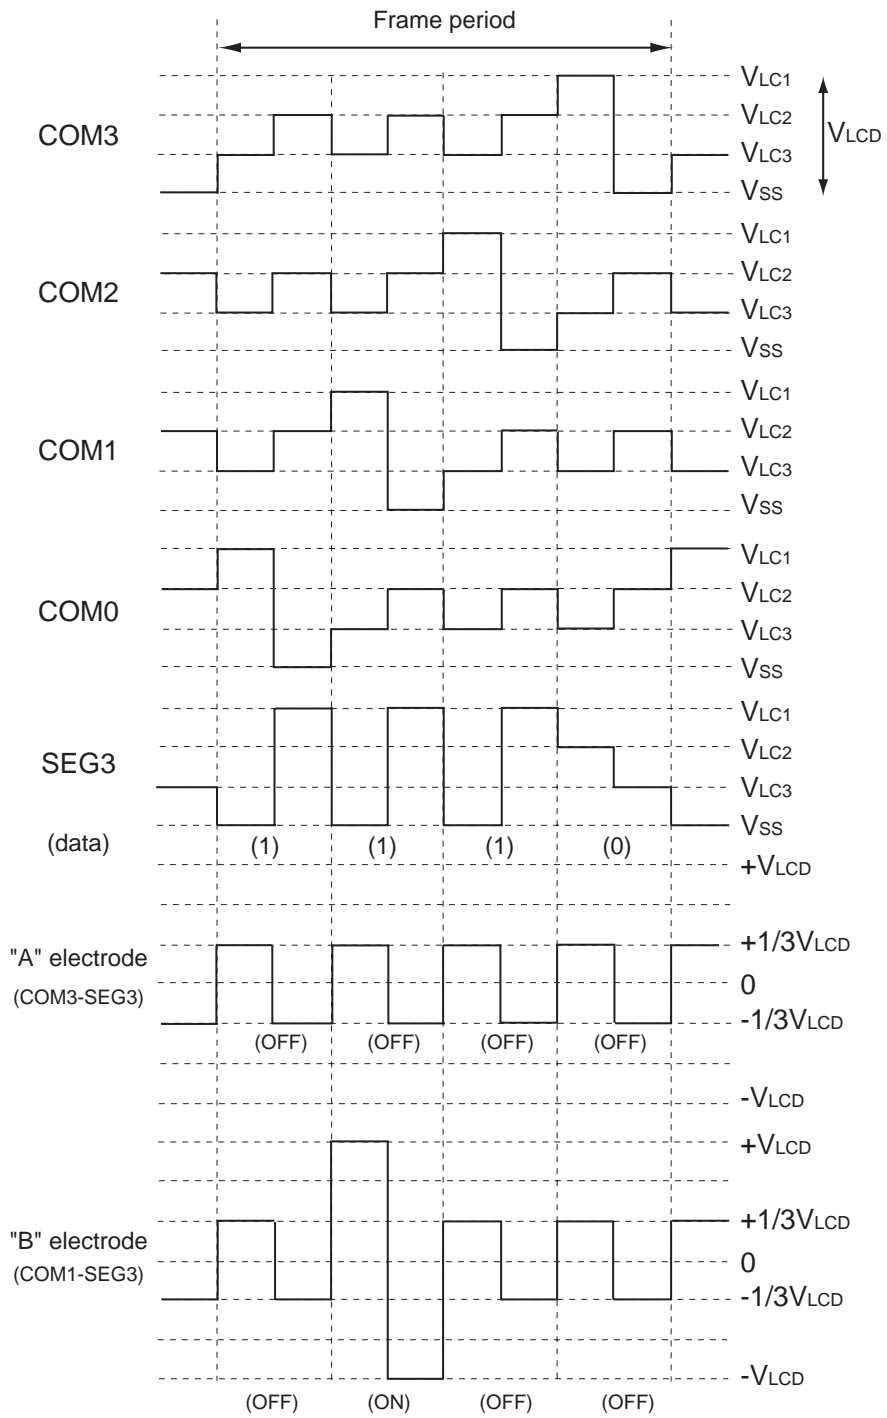 Frame period
COM3
VLC1
VLC2
VLC3
VSS
VLCD
COM2
VLC1
VLC2
VLC3
VSS
COM1
VLC1
VLC2
VLC3
VSS
COM0
VLC1
VLC2
VLC3
VSS
SEG3
VLC1
VLC2
VLC3
VSS
(data) (1) (1) (1) (0)
"A" electrode
(COM3-SEG3)
+VLCD
+1/3VLCD
0
-1/3VLCD
(OFF) (OFF) (OFF) (OFF)
-VLCD
"B" electrode
(COM1-SEG3)
+VLCD
+1/3VLCD
0
-1/3VLCD
-VLCD
(OFF) (ON) (OFF) (OFF)